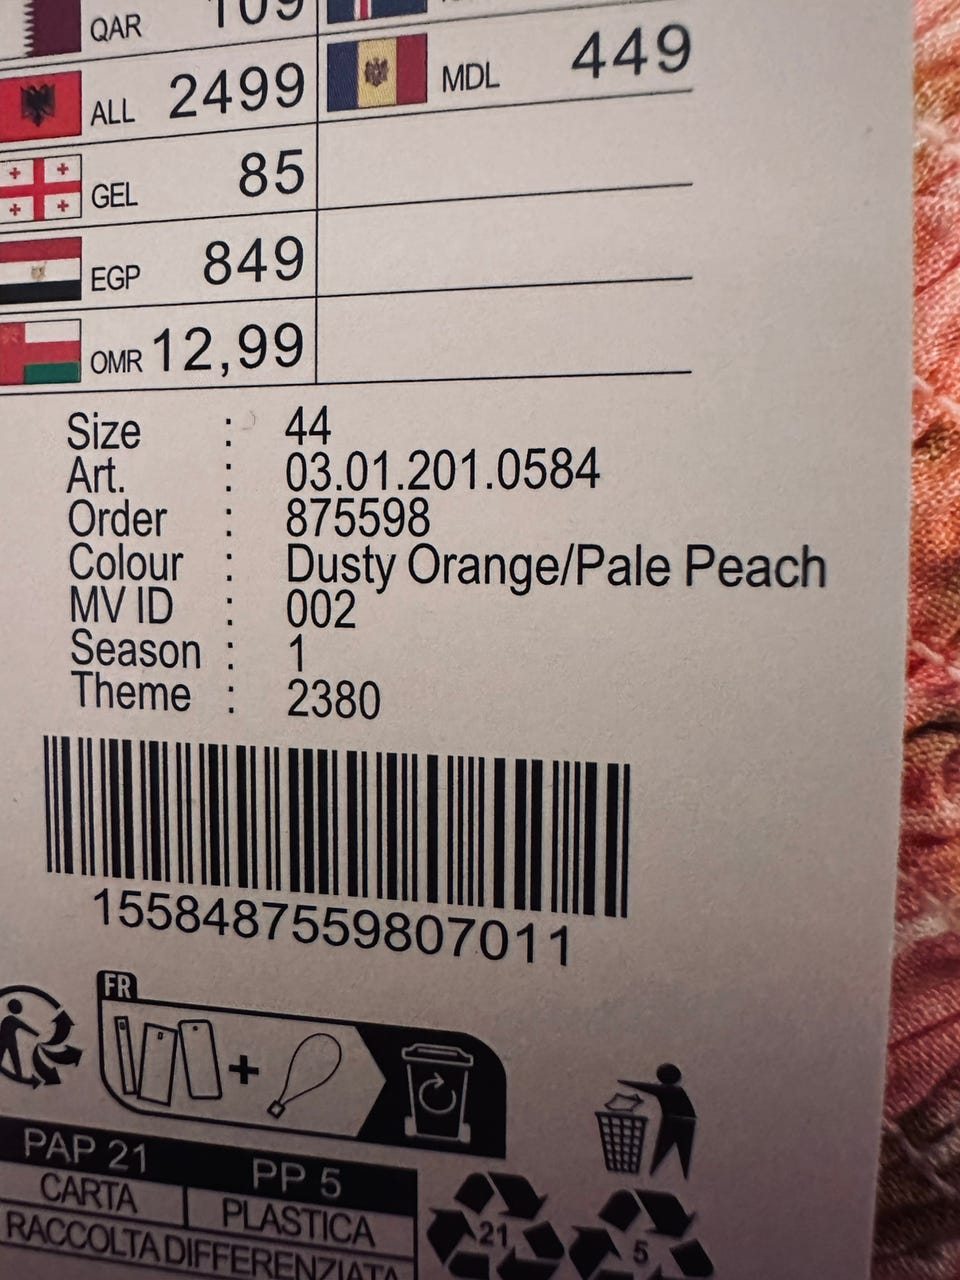 QAR 109
ALL 2499 MDL 449
GEL 85
EGP 849
OMR 12,99
Size : 44
Art. : 03.01.201.0584
Order : 875598
Colour : Dusty Orange/Pale Peach
MV ID : 002
Season : 1
Theme : 2380
1558487559807011
FR
+
PAP 21 PP 5
CARTA PLASTICA
RACCOLTA DIFFERENZIATA
21 5